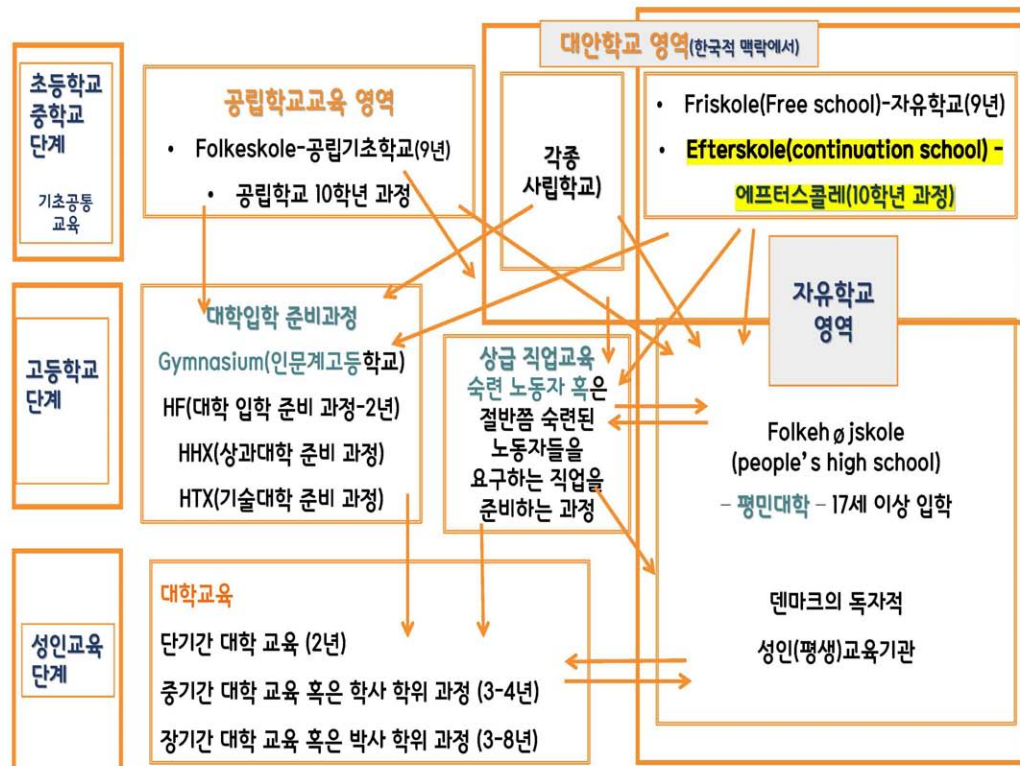 대안학교 영역(한국적 맥락에서)
초등학교
중학교
단계
기초공통
교육
공립학교교육 영역
• Folkeskole-공립기초학교(9년)
• 공립학교 10학년 과정
각종
사립학교)
• Friskole(Free school)-자유학교(9년)
• Efterskole(continuation school) -
에프터스콜레(10학년 과정)
자유학교
영역
고등학교
단계
대학입학 준비과정
Gymnasium(인문계고등학교)
HF(대학 입학 준비 과정-2년)
HHX(상과대학 준비 과정)
HTX(기술대학 준비 과정)
상급 직업교육
숙련 노동자 혹은
절반쯤 숙련된
노동자들을
요구하는 직업을
준비하는 과정
Folkehøjskole
(people's high school)
- 평민대학 - 17세 이상 입학
덴마크의 독자적
성인(평생)교육기관
성인교육
단계
대학교육
단기간 대학 교육 (2년)
중기간 대학 교육 혹은 학사 학위 과정 (3-4년)
장기간 대학 교육 혹은 박사 학위 과정 (3-8년)